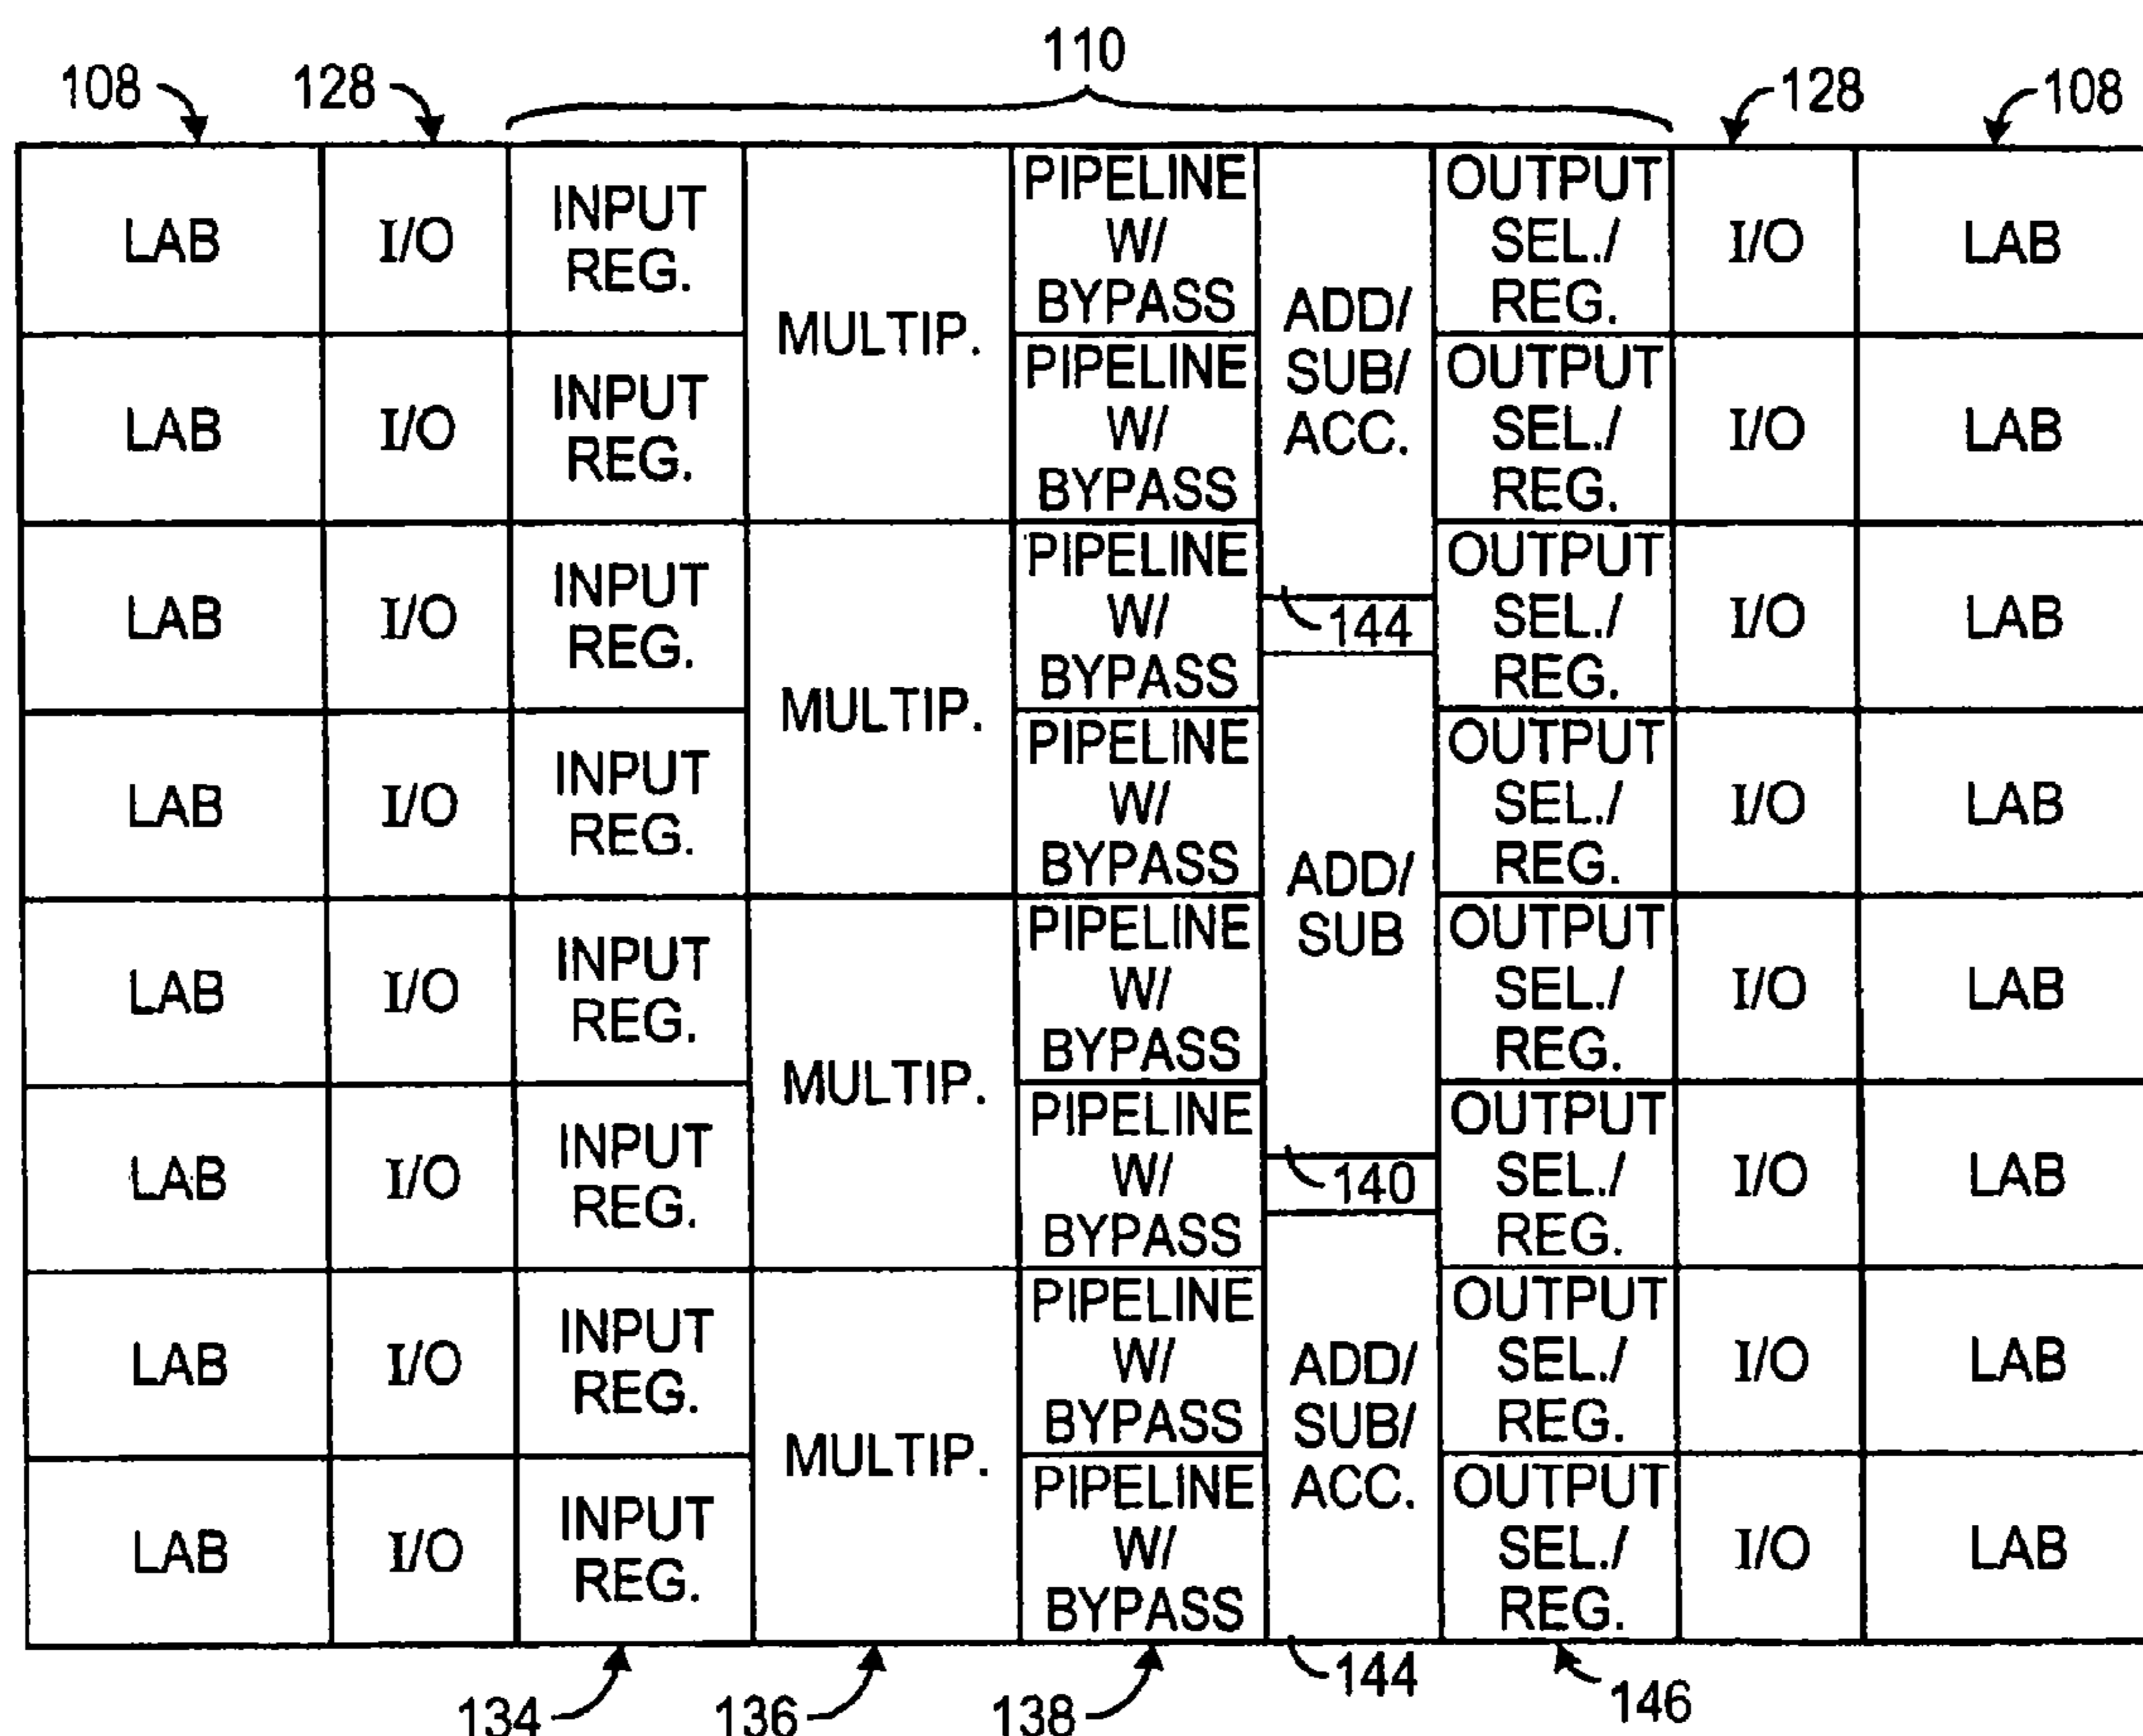 110
108 128 128 108
LAB I/O INPUT REG. MULTIP. PIPELINE W/ BYPASS ADD/ SUB/ ACC. OUTPUT SEL./ REG. I/O LAB
LAB I/O INPUT REG. PIPELINE W/ BYPASS OUTPUT SEL./ REG. I/O LAB
LAB I/O INPUT REG. MULTIP. PIPELINE W/ BYPASS 144 OUTPUT SEL./ REG. I/O LAB
LAB I/O INPUT REG. PIPELINE W/ BYPASS ADD/ SUB OUTPUT SEL./ REG. I/O LAB
LAB I/O INPUT REG. MULTIP. PIPELINE W/ BYPASS OUTPUT SEL./ REG. I/O LAB
LAB I/O INPUT REG. PIPELINE W/ BYPASS 140 OUTPUT SEL./ REG. I/O LAB
LAB I/O INPUT REG. MULTIP. PIPELINE W/ BYPASS ADD/ SUB/ ACC. OUTPUT SEL./ REG. I/O LAB
LAB I/O INPUT REG. PIPELINE W/ BYPASS OUTPUT SEL./ REG. I/O LAB
134 136 138 144 146